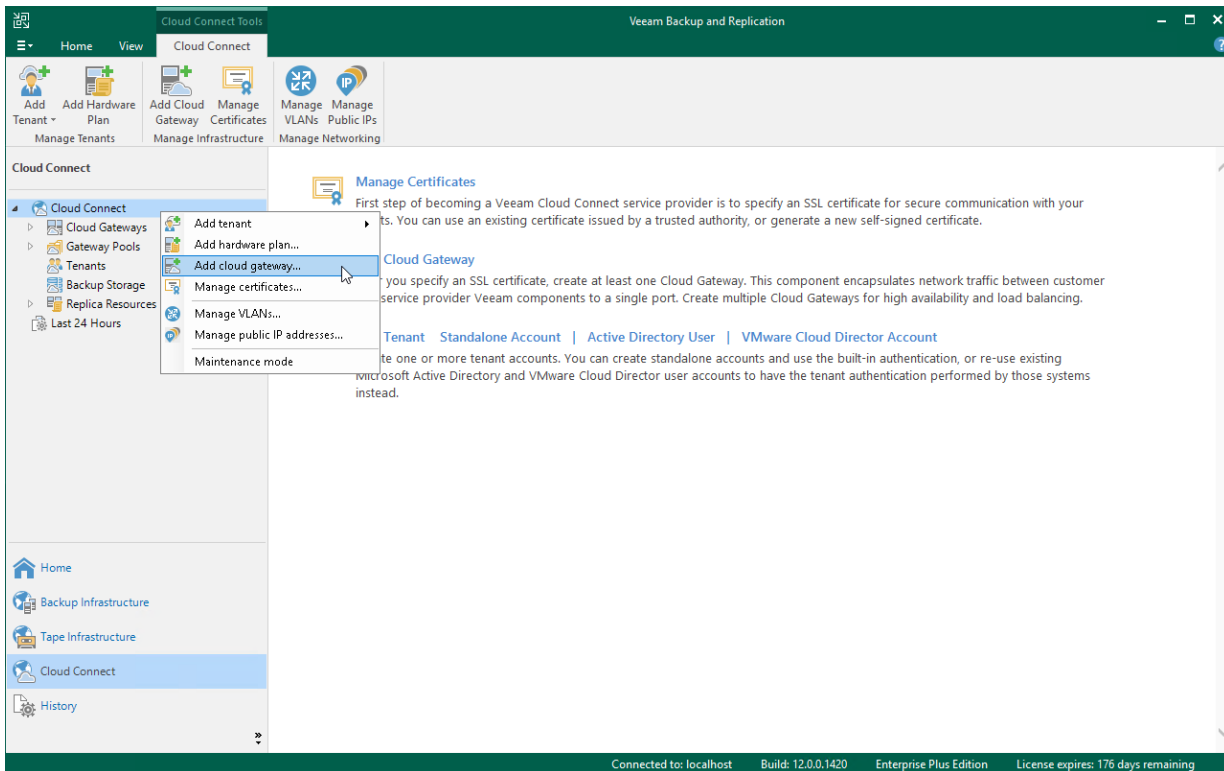 Cloud Connect Tools
Veeam Backup and Replication
Home View Cloud Connect
Add Tenant
Add Hardware Plan
Manage Tenants
Add Cloud Gateway
Manage Certificates
Manage Infrastructure
Manage VLANs
Manage Public IPs
Manage Networking
Cloud Connect
Cloud Connect
Cloud Gateways
Gateway Pools
Tenants
Backup Storage
Replica Resources
Last 24 Hours
Add tenant
Add hardware plan...
Add cloud gateway...
Manage certificates...
Manage VLANs...
Manage public IP addresses...
Maintenance mode
Manage Certificates
First step of becoming a Veeam Cloud Connect service provider is to specify an SSL certificate for secure communication with your
You can use an existing certificate issued by a trusted authority, or generate a new self-signed certificate.
Cloud Gateway
you specify an SSL certificate, create at least one Cloud Gateway. This component encapsulates network traffic between customer
service provider Veeam components to a single port. Create multiple Cloud Gateways for high availability and load balancing.
Tenant Standalone Account | Active Directory User | VMware Cloud Director Account
one or more tenant accounts. You can create standalone accounts and use the built-in authentication, or re-use existing
Microsoft Active Directory and VMware Cloud Director user accounts to have the tenant authentication performed by those systems
instead.
Home
Backup Infrastructure
Tape Infrastructure
Cloud Connect
History
Connected to: localhost Build: 12.0.0.1420 Enterprise Plus Edition License expires: 176 days remaining